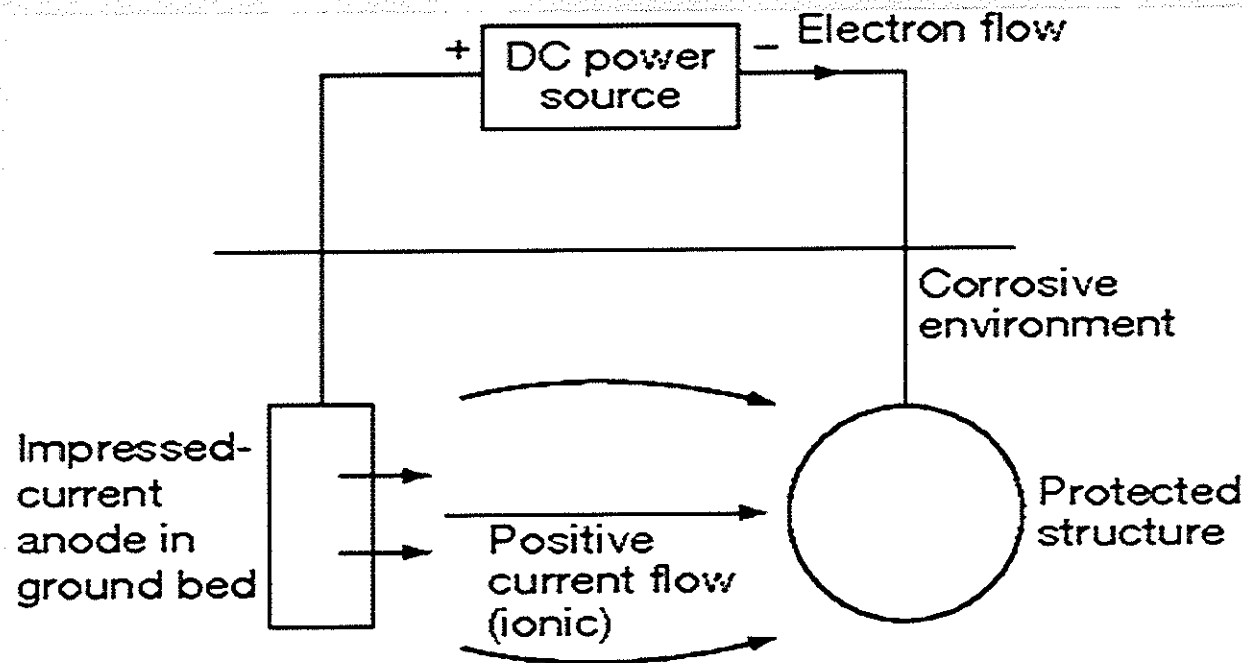 +
DC power
source
−
Electron flow
Corrosive
environment
Impressed-
current
anode in
ground bed
Positive
current flow
(ionic)
Protected
structure